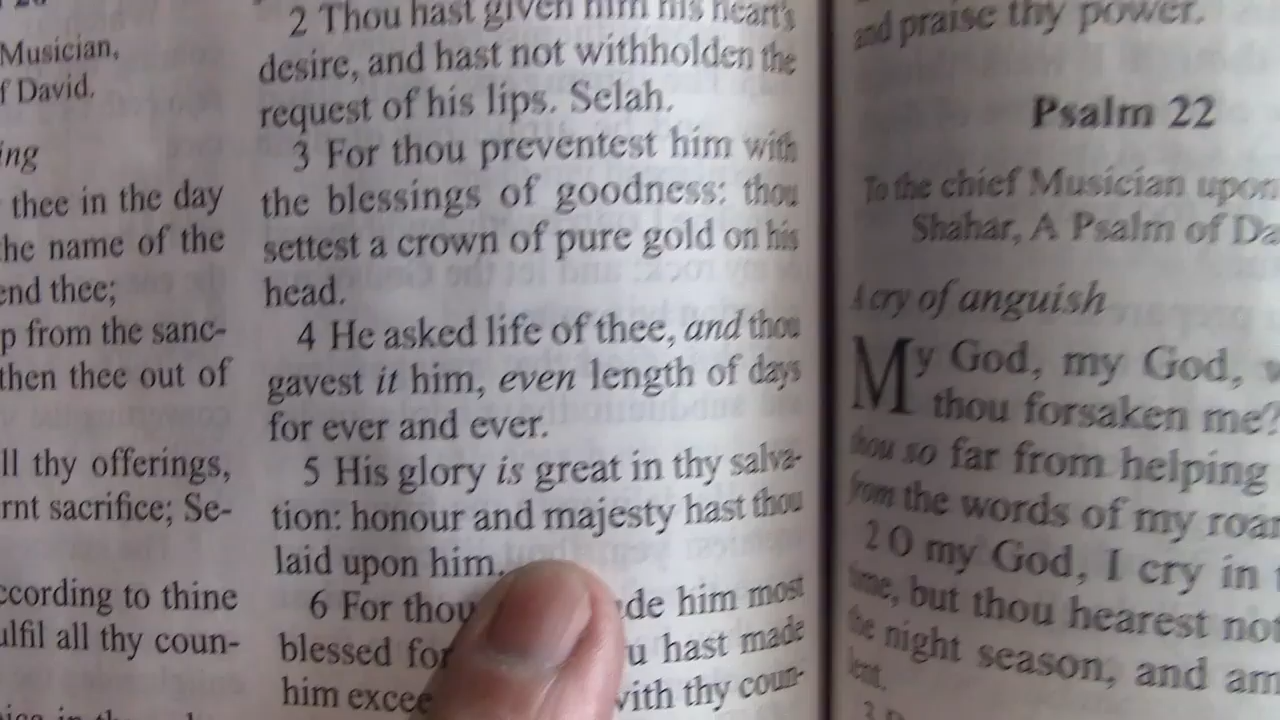 Musician,
f David.
ing
thee in the day
he name of the
end thee;
p from the sanc-
then thee out of
ll thy offerings,
rnt sacrifice; Se-
ccording to thine
ulfil all thy coun-
2 Thou hast given him his heart's
desire, and hast not withholden the
request of his lips. Selah.
3 For thou preventest him with
the blessings of goodness: thou
settest a crown of pure gold on his
head.
4 He asked life of thee, and thou
gavest it him, even length of days
for ever and ever.
5 His glory is great in thy salva-
tion: honour and majesty hast thou
laid upon him.
6 For thou de him most
blessed for u hast made
him excee with thy coun-
and praise thy power.
Psalm 22
To the chief Musician upon
Shahar, A Psalm of Da
A cry of anguish
My God, my God, w
thou forsaken me?
thou so far from helping
from the words of my roar
2 O my God, I cry in t
time, but thou hearest not
the night season, and am
lent.